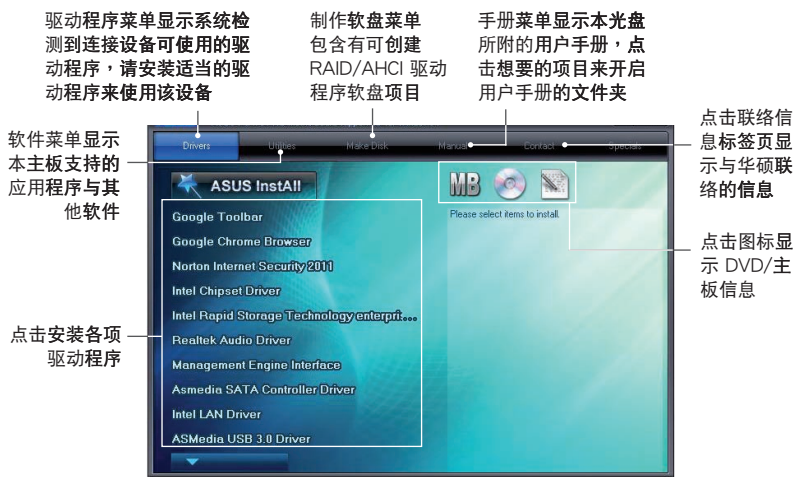 驱动程序菜单显示系统检
测到连接设备可使用的驱
动程序，请安装适当的驱
动程序来使用该设备
制作软盘菜单
包含有可创建
RAID/AHCI 驱动
程序软盘项目
手册菜单显示本光盘
所附的用户手册，点
击想要的项目来开启
用户手册的文件夹
点击联络信
息标签页显
示与华硕联
络的信息
软件菜单显示
本主板支持的
应用程序与其
他软件
Drivers
Utilities
Make Disk
Manual
Contact
Specials
ASUS InstAll
MB
Please select items to install.
Google Toolbar
Google Chrome Browser
Norton Internet Security 2011
Intel Chipset Driver
Intel Rapid Storage Technology enterpri...
Realtek Audio Driver
Management Engine Interface
Asmedia SATA Controller Driver
Intel LAN Driver
ASMedia USB 3.0 Driver
点击图标显
示 DVD/主
板信息
点击安装各项
驱动程序